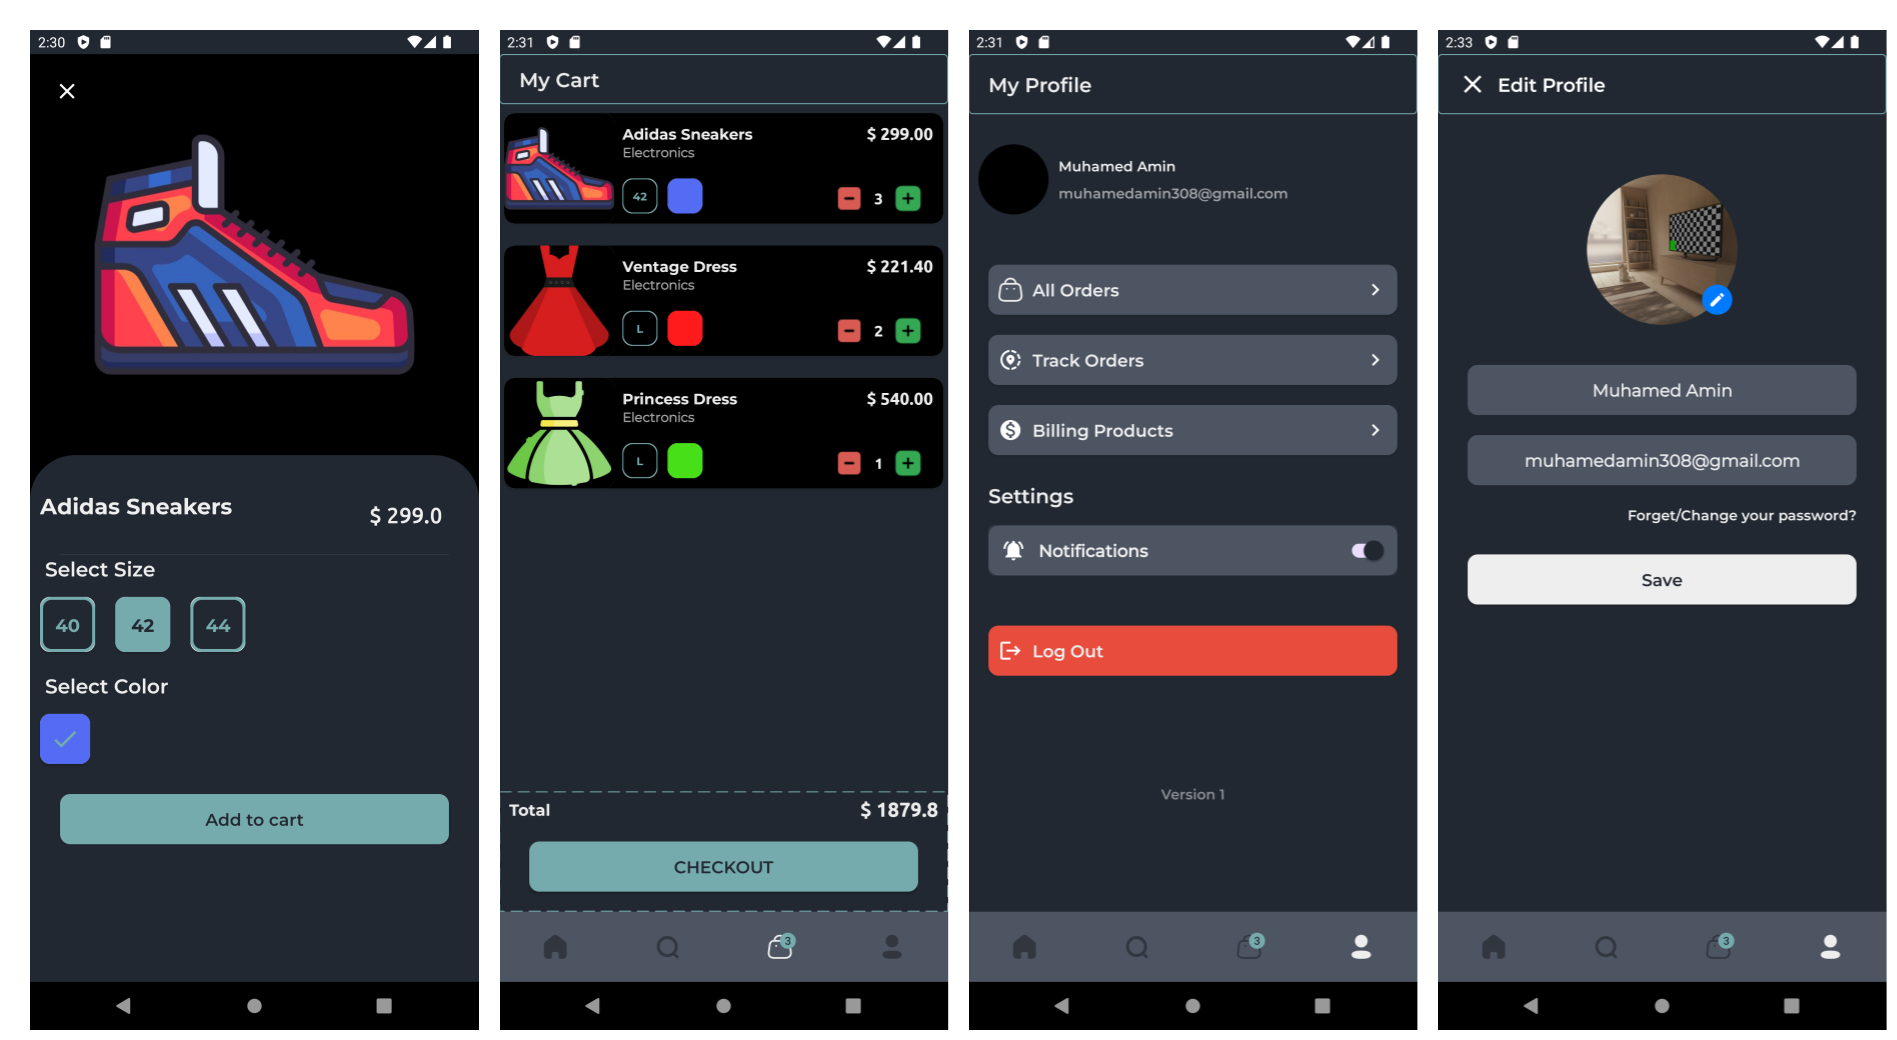 2:30
Adidas Sneakers
$ 299.0
Select Size
40
42
44
Select Color
Add to cart
2:31
My Cart
Adidas Sneakers
$ 299.00
Electronics
42
3
Ventage Dress
$ 221.40
Electronics
L
2
Princess Dress
$ 540.00
Electronics
L
1
Total
$ 1879.8
CHECKOUT
3
2:31
My Profile
Muhamed Amin
muhamedamin308@gmail.com
All Orders
Track Orders
Billing Products
Settings
Notifications
Log Out
Version 1
3
2:33
Edit Profile
Muhamed Amin
muhamedamin308@gmail.com
Forget/Change your password?
Save
3